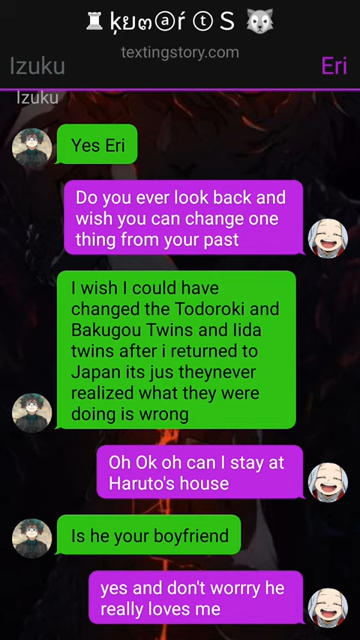 ♜ ķყɱⓐŕ ⓣ S 🐺
textingstory.com
Izuku
Eri
Izuku
Yes Eri
Do you ever look back and
wish you can change one
thing from your past
I wish I could have
changed the Todoroki and
Bakugou Twins and Iida
twins after i returned to
Japan its jus theynever
realized what they were
doing is wrong
Oh Ok oh can I stay at
Haruto's house
Is he your boyfriend
yes and don't worrry he
really loves me